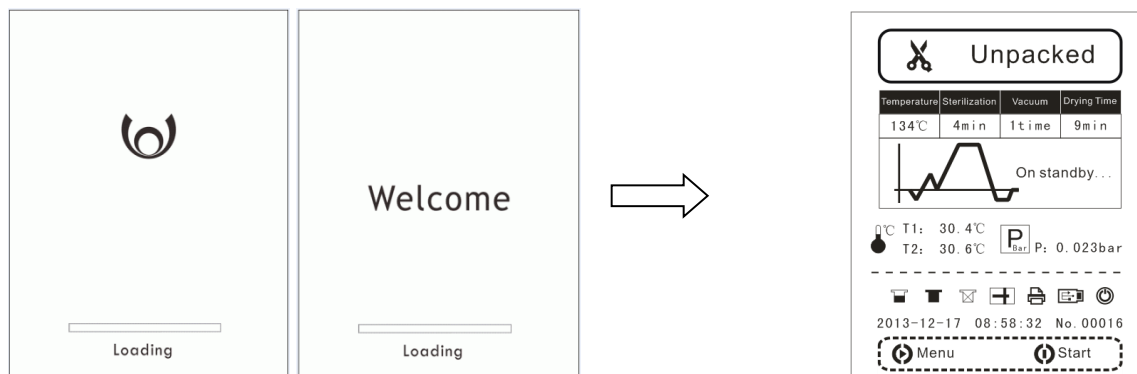 Loading
Welcome
Loading
Unpacked
Temperature Sterilization Vacuum Drying Time
134℃ 4min 1time 9min
On standby...
℃ T1: 30.4℃
T2: 30.6℃
P
Bar P: 0.023bar
2013-12-17 08:58:32 No.00016
Menu Start